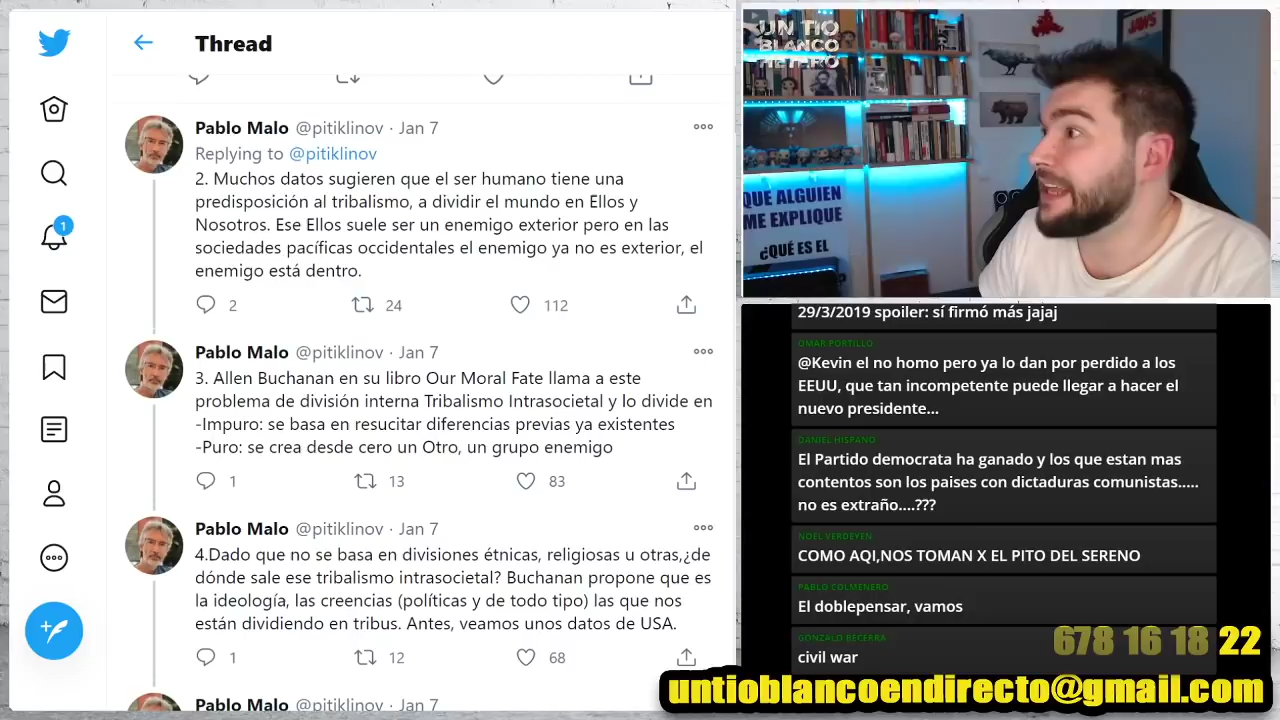 Thread
Pablo Malo @pitiklinov · Jan 7
Replying to @pitiklinov
2. Muchos datos sugieren que el ser humano tiene una
predisposición al tribalismo, a dividir el mundo en Ellos y
Nosotros. Ese Ellos suele ser un enemigo exterior pero en las
sociedades pacíficas occidentales el enemigo ya no es exterior, el
enemigo está dentro.
2 24 112
Pablo Malo @pitiklinov · Jan 7
3. Allen Buchanan en su libro Our Moral Fate llama a este
problema de división interna Tribalismo Intrasocietal y lo divide en
-Impuro: se basa en resucitar diferencias previas ya existentes
-Puro: se crea desde cero un Otro, un grupo enemigo
1 13 83
Pablo Malo @pitiklinov · Jan 7
4.Dado que no se basa en divisiones étnicas, religiosas u otras,¿de
dónde sale ese tribalismo intrasocietal? Buchanan propone que es
la ideología, las creencias (políticas y de todo tipo) las que nos
están dividiendo en tribus. Antes, veamos unos datos de USA.
1 12 68
Pablo Malo @pitiklinov · Jan 7
1
UN TIO
BLANCO
HETERO
JAWS
QUE ALGUIEN
ME EXPLIQUE
¿QUÉ ES EL
29/3/2019 spoiler: sí firmó más jajaj
OMAR PORTILLO
@Kevin el no homo pero ya lo dan por perdido a los
EEUU, que tan incompetente puede llegar a hacer el
nuevo presidente...
DANIEL HISPANO
El Partido democrata ha ganado y los que estan mas
contentos son los paises con dictaduras comunistas.....
no es extraño....???
NOEL VERDEYEN
COMO AQI,NOS TOMAN X EL PITO DEL SERENO
PABLO COLMENERO
El doblepensar, vamos
GONZALO BECERRA
civil war
678 16 18 22
untioblancoendirecto@gmail.com